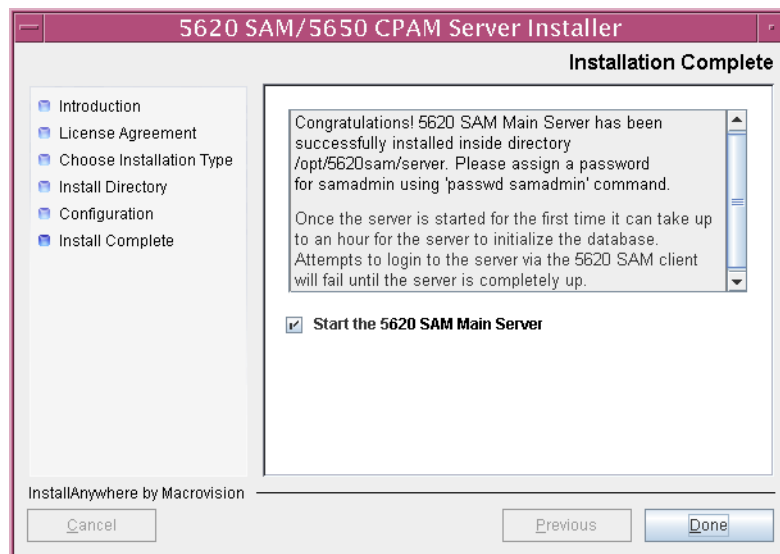 5620 SAM/5650 CPAM Server Installer
Installation Complete
Introduction
License Agreement
Choose Installation Type
Install Directory
Configuration
Install Complete
Congratulations! 5620 SAM Main Server has been
successfully installed inside directory
/opt/5620sam/server. Please assign a password
for samadmin using 'passwd samadmin' command.
Once the server is started for the first time it can take up
to an hour for the server to initialize the database.
Attempts to login to the server via the 5620 SAM client
will fail until the server is completely up.
Start the 5620 SAM Main Server
InstallAnywhere by Macrovision
Cancel
Previous
Done